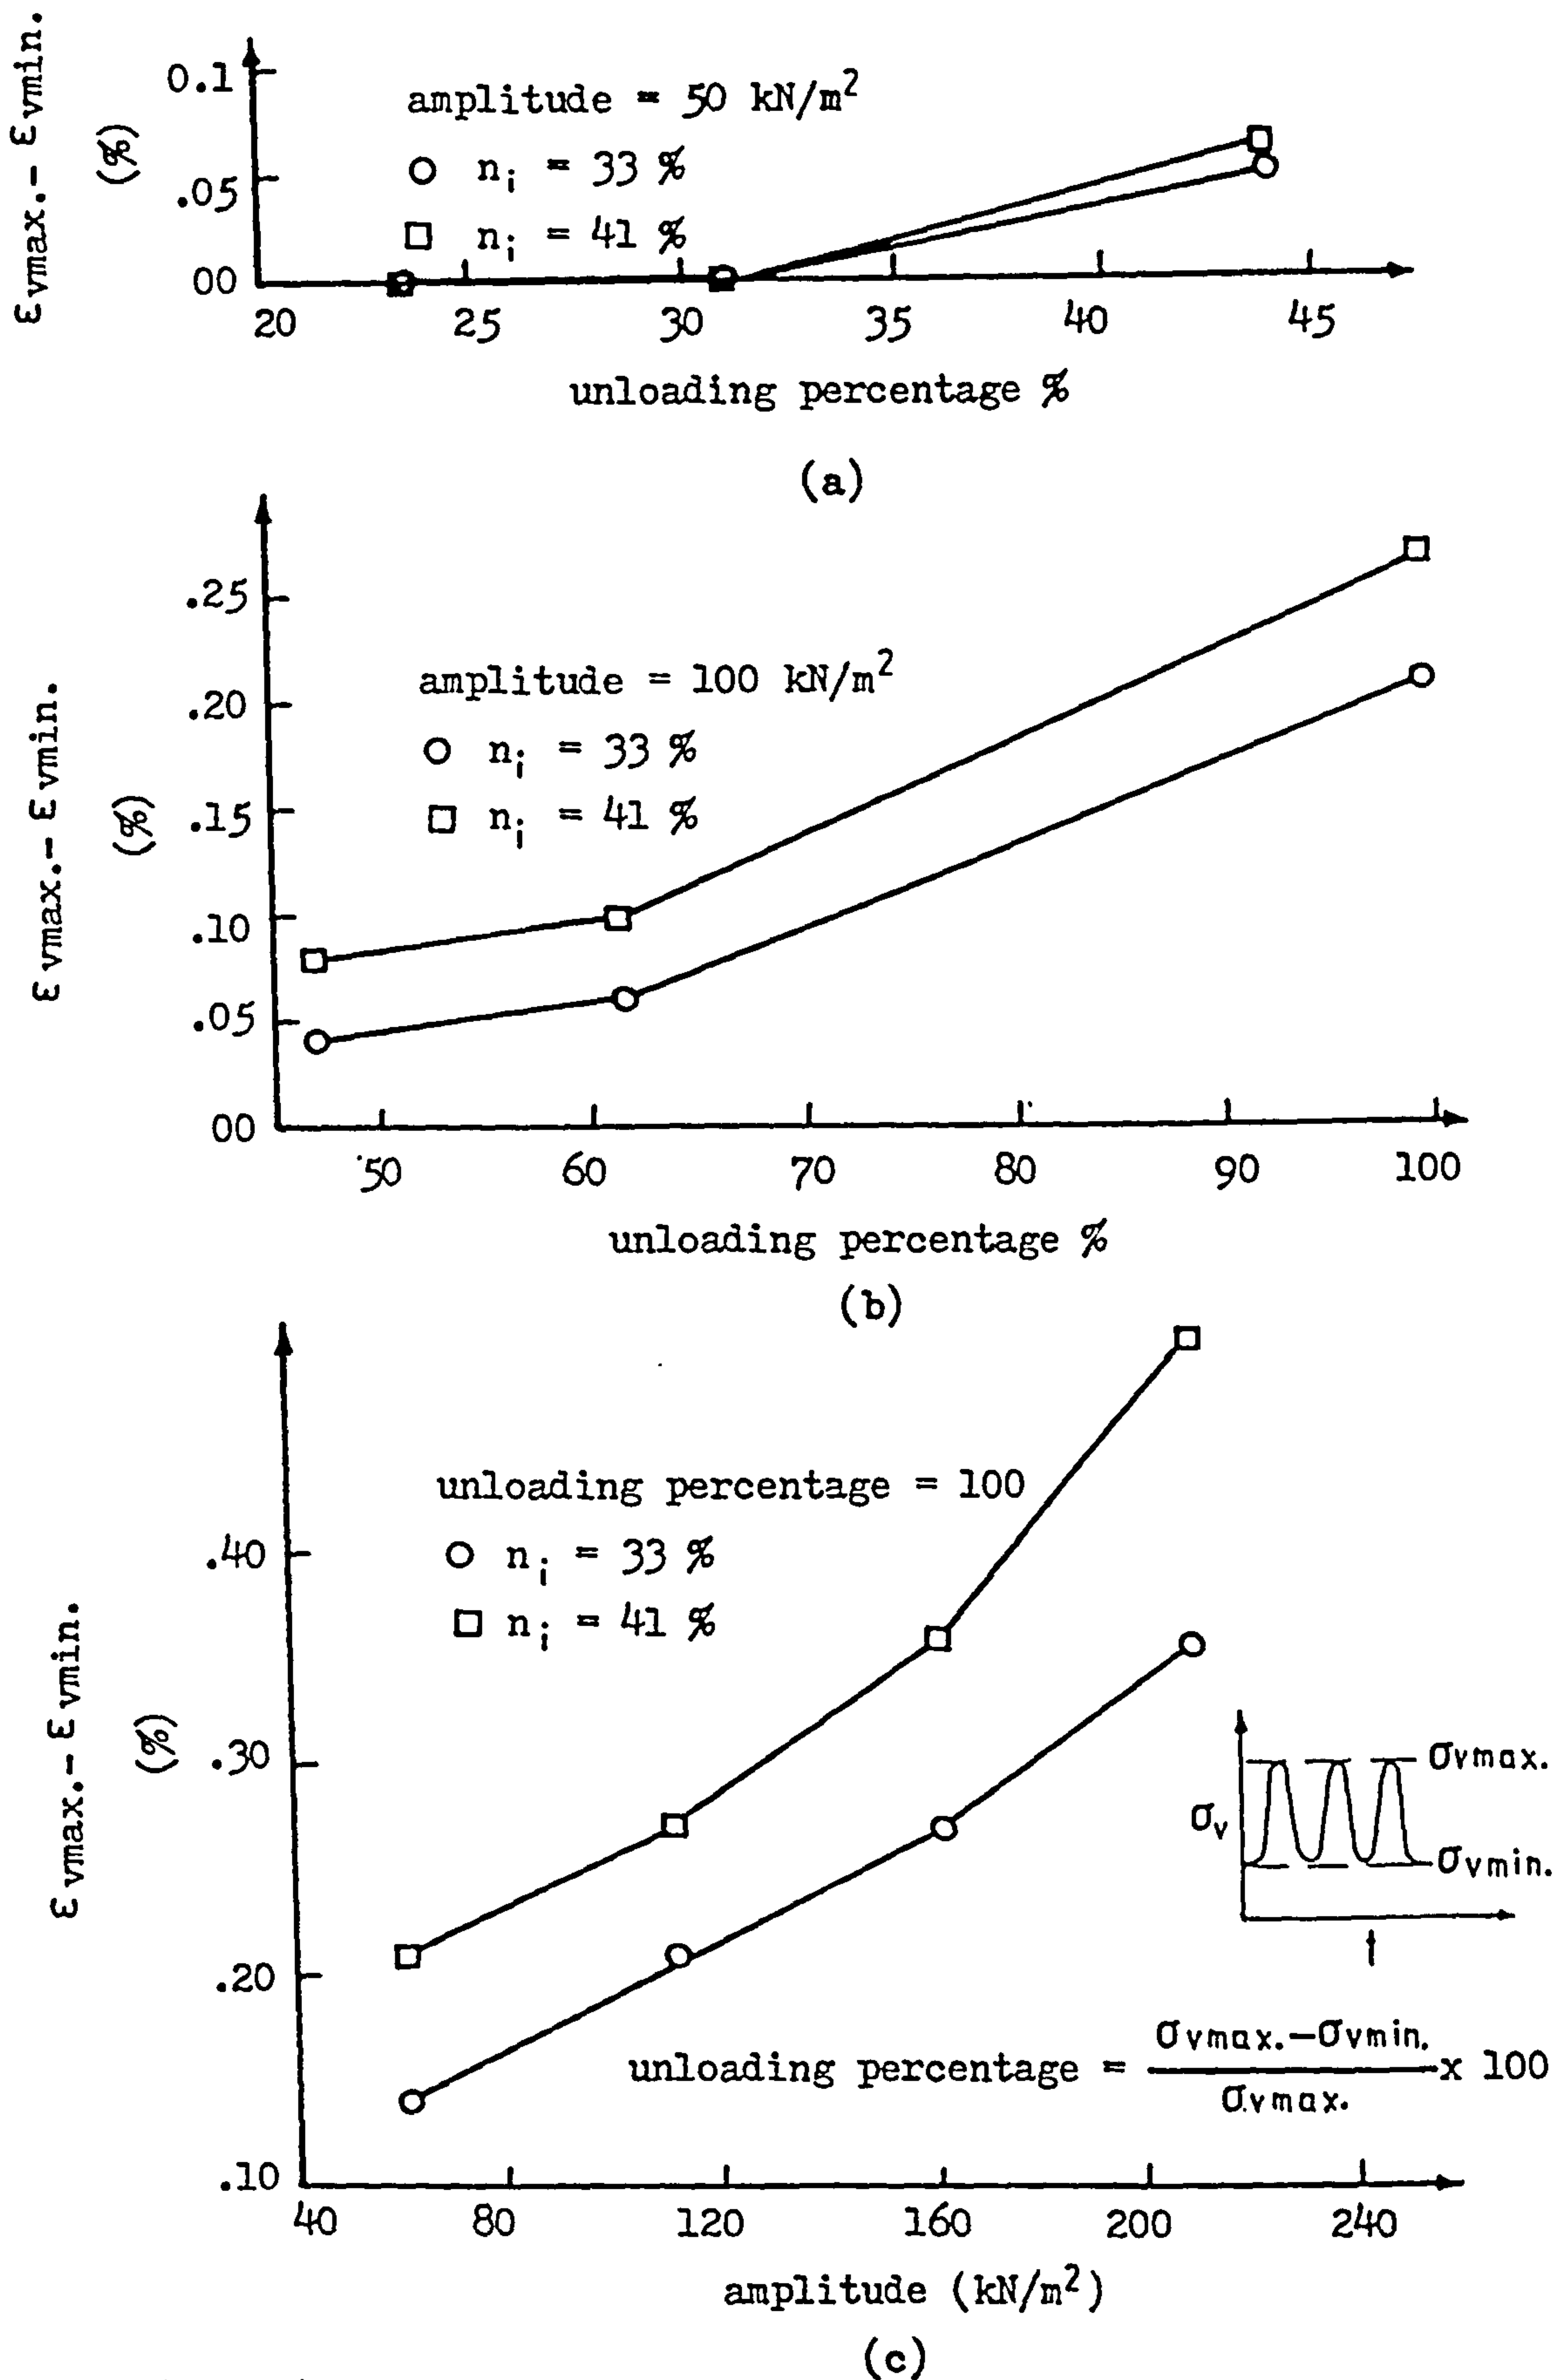 εvmax.- εvmin.
(%)
0.1
.05
00
amplitude = 50 kN/m²
○ nᵢ = 33 %
□ nᵢ = 41 %
20 25 30 35 40 45
unloading percentage %
(a)
εvmax.- εvmin.
(%)
.25
.20
.15
.10
.05
00
amplitude = 100 kN/m²
○ nᵢ = 33 %
□ nᵢ = 41 %
50 60 70 80 90 100
unloading percentage %
(b)
εvmax.- εvmin.
(%)
.40
.30
.20
.10
unloading percentage = 100
○ nᵢ = 33 %
□ nᵢ = 41 %
σvmax.
σv
σvmin.
t
unloading percentage = (σvmax.-σvmin.)/σvmax. x 100
40 80 120 160 200 240
amplitude (kN/m²)
(c)